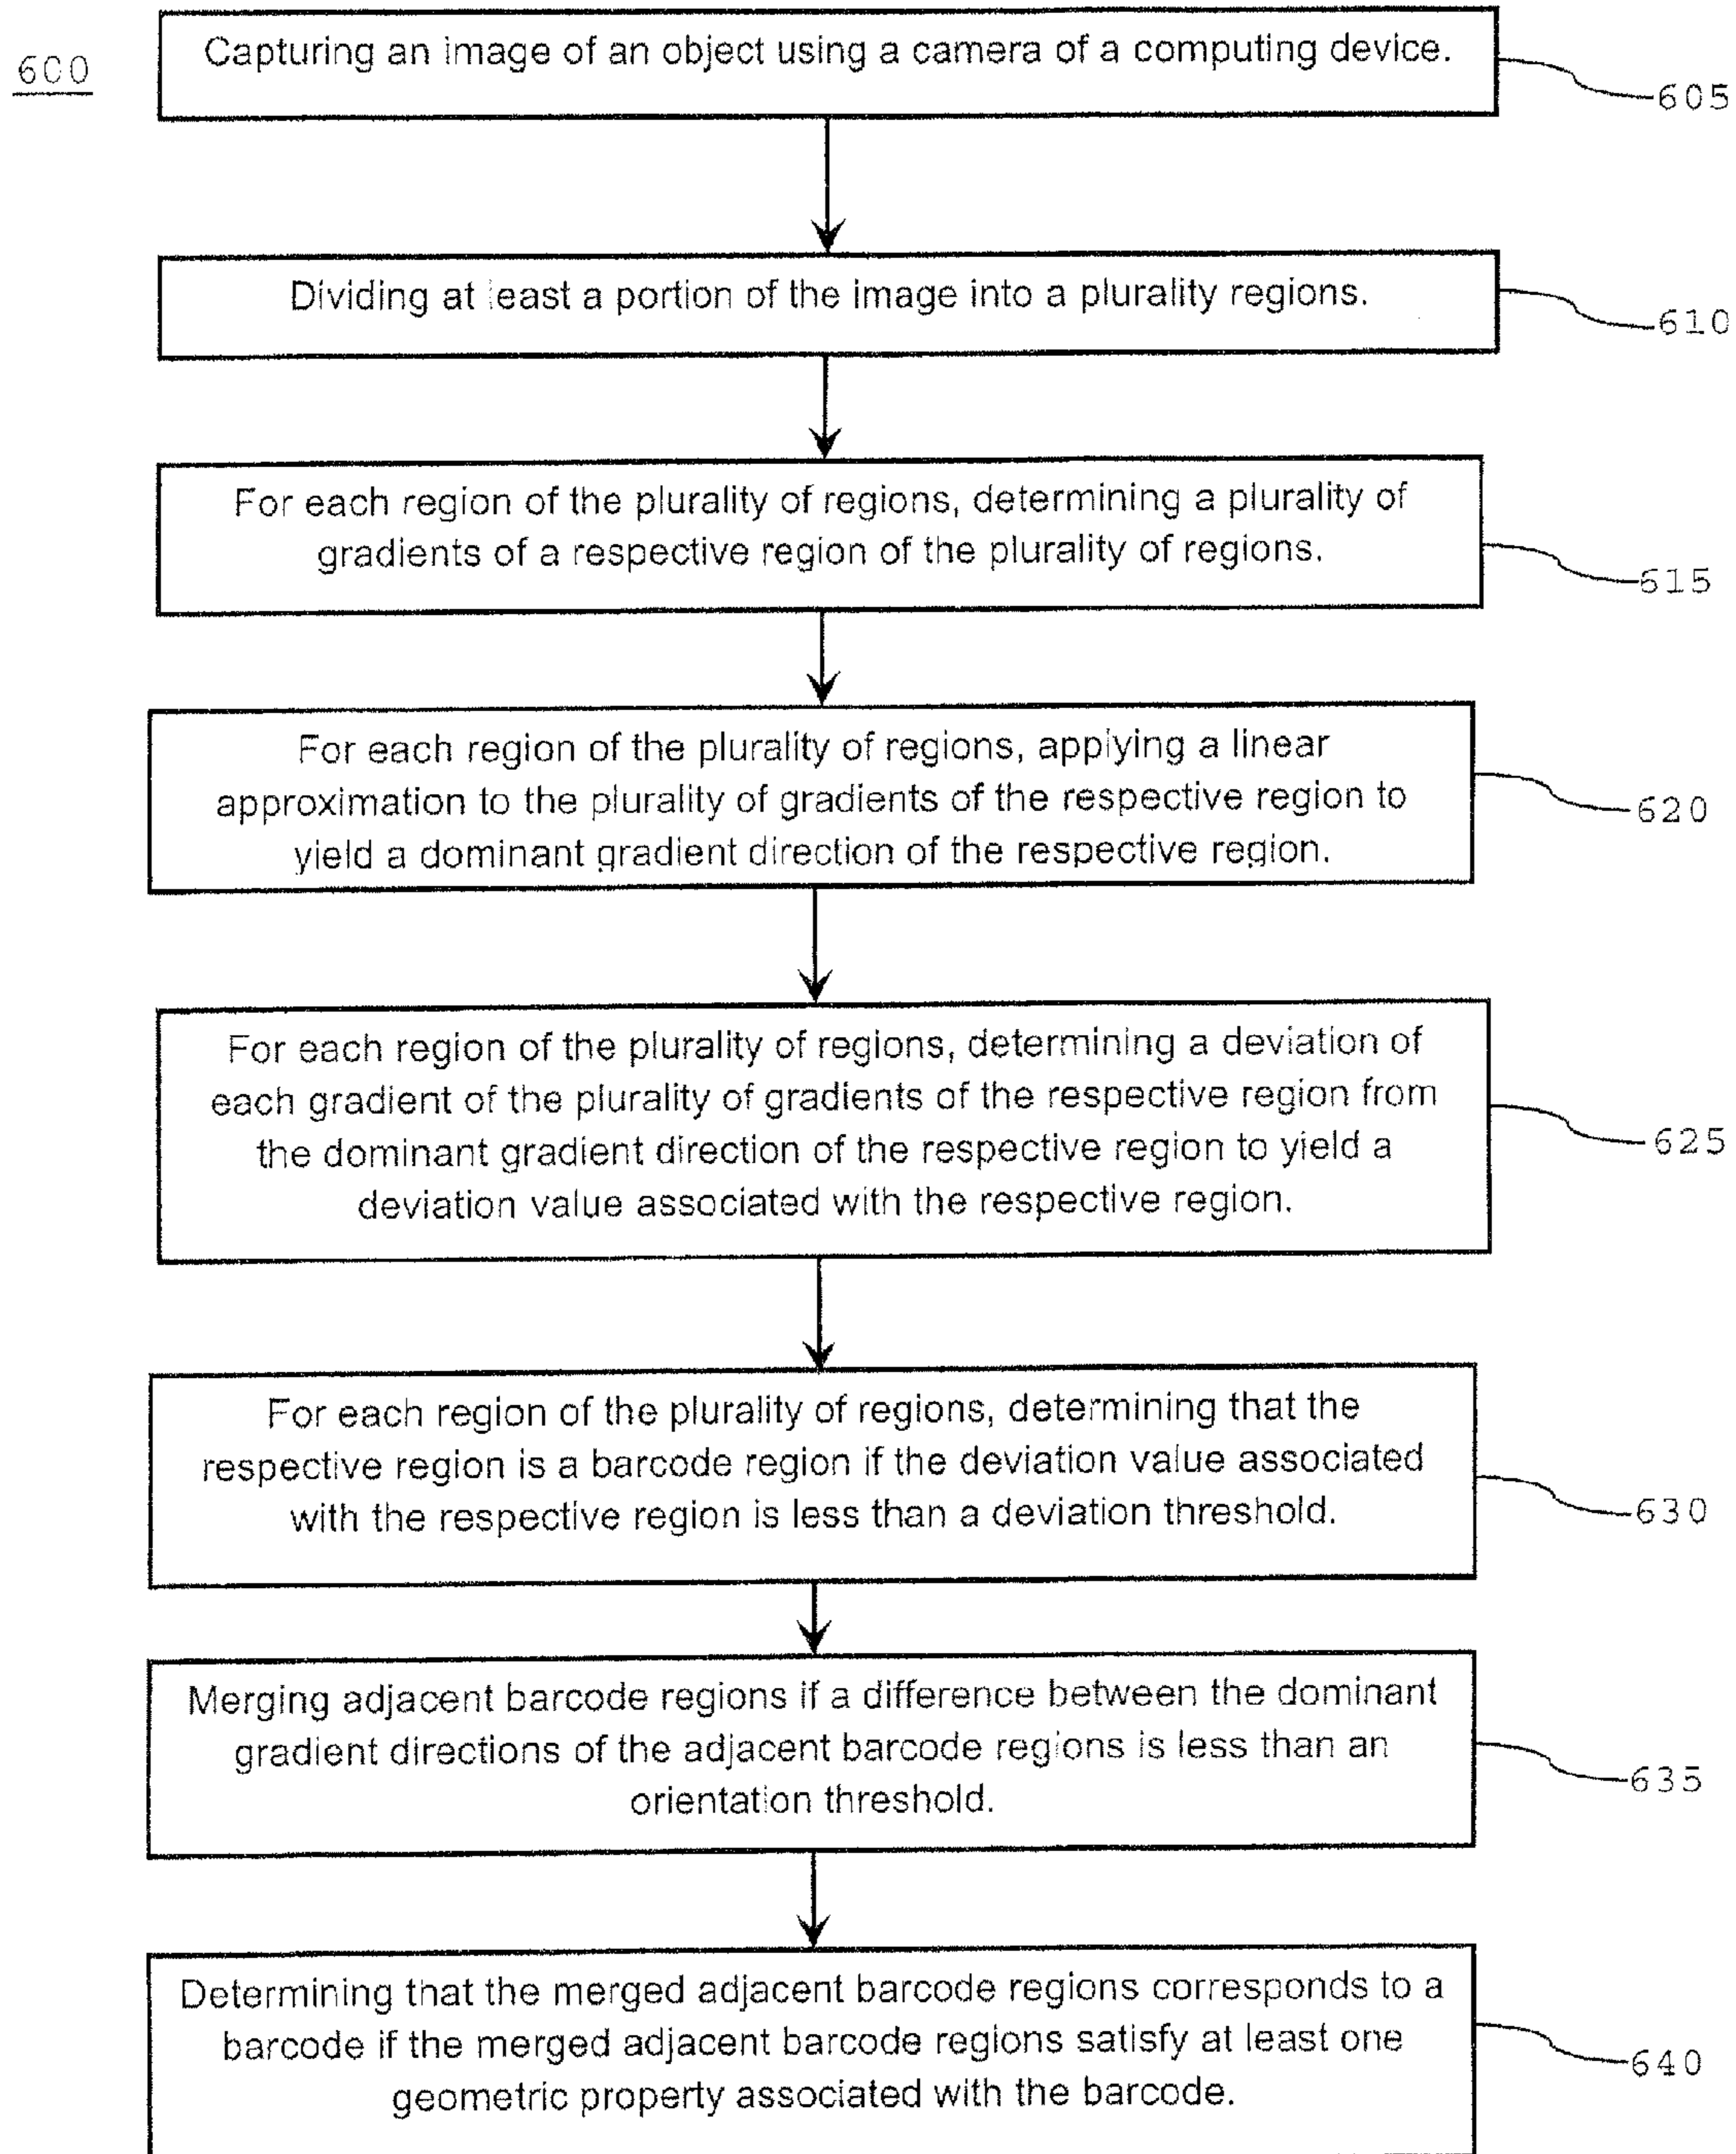 600
Capturing an image of an object using a camera of a computing device.
605
Dividing at least a portion of the image into a plurality regions.
610
For each region of the plurality of regions, determining a plurality of
gradients of a respective region of the plurality of regions.
615
For each region of the plurality of regions, applying a linear
approximation to the plurality of gradients of the respective region to
yield a dominant gradient direction of the respective region.
620
For each region of the plurality of regions, determining a deviation of
each gradient of the plurality of gradients of the respective region from
the dominant gradient direction of the respective region to yield a
deviation value associated with the respective region.
625
For each region of the plurality of regions, determining that the
respective region is a barcode region if the deviation value associated
with the respective region is less than a deviation threshold.
630
Merging adjacent barcode regions if a difference between the dominant
gradient directions of the adjacent barcode regions is less than an
orientation threshold.
635
Determining that the merged adjacent barcode regions corresponds to a
barcode if the merged adjacent barcode regions satisfy at least one
geometric property associated with the barcode.
640